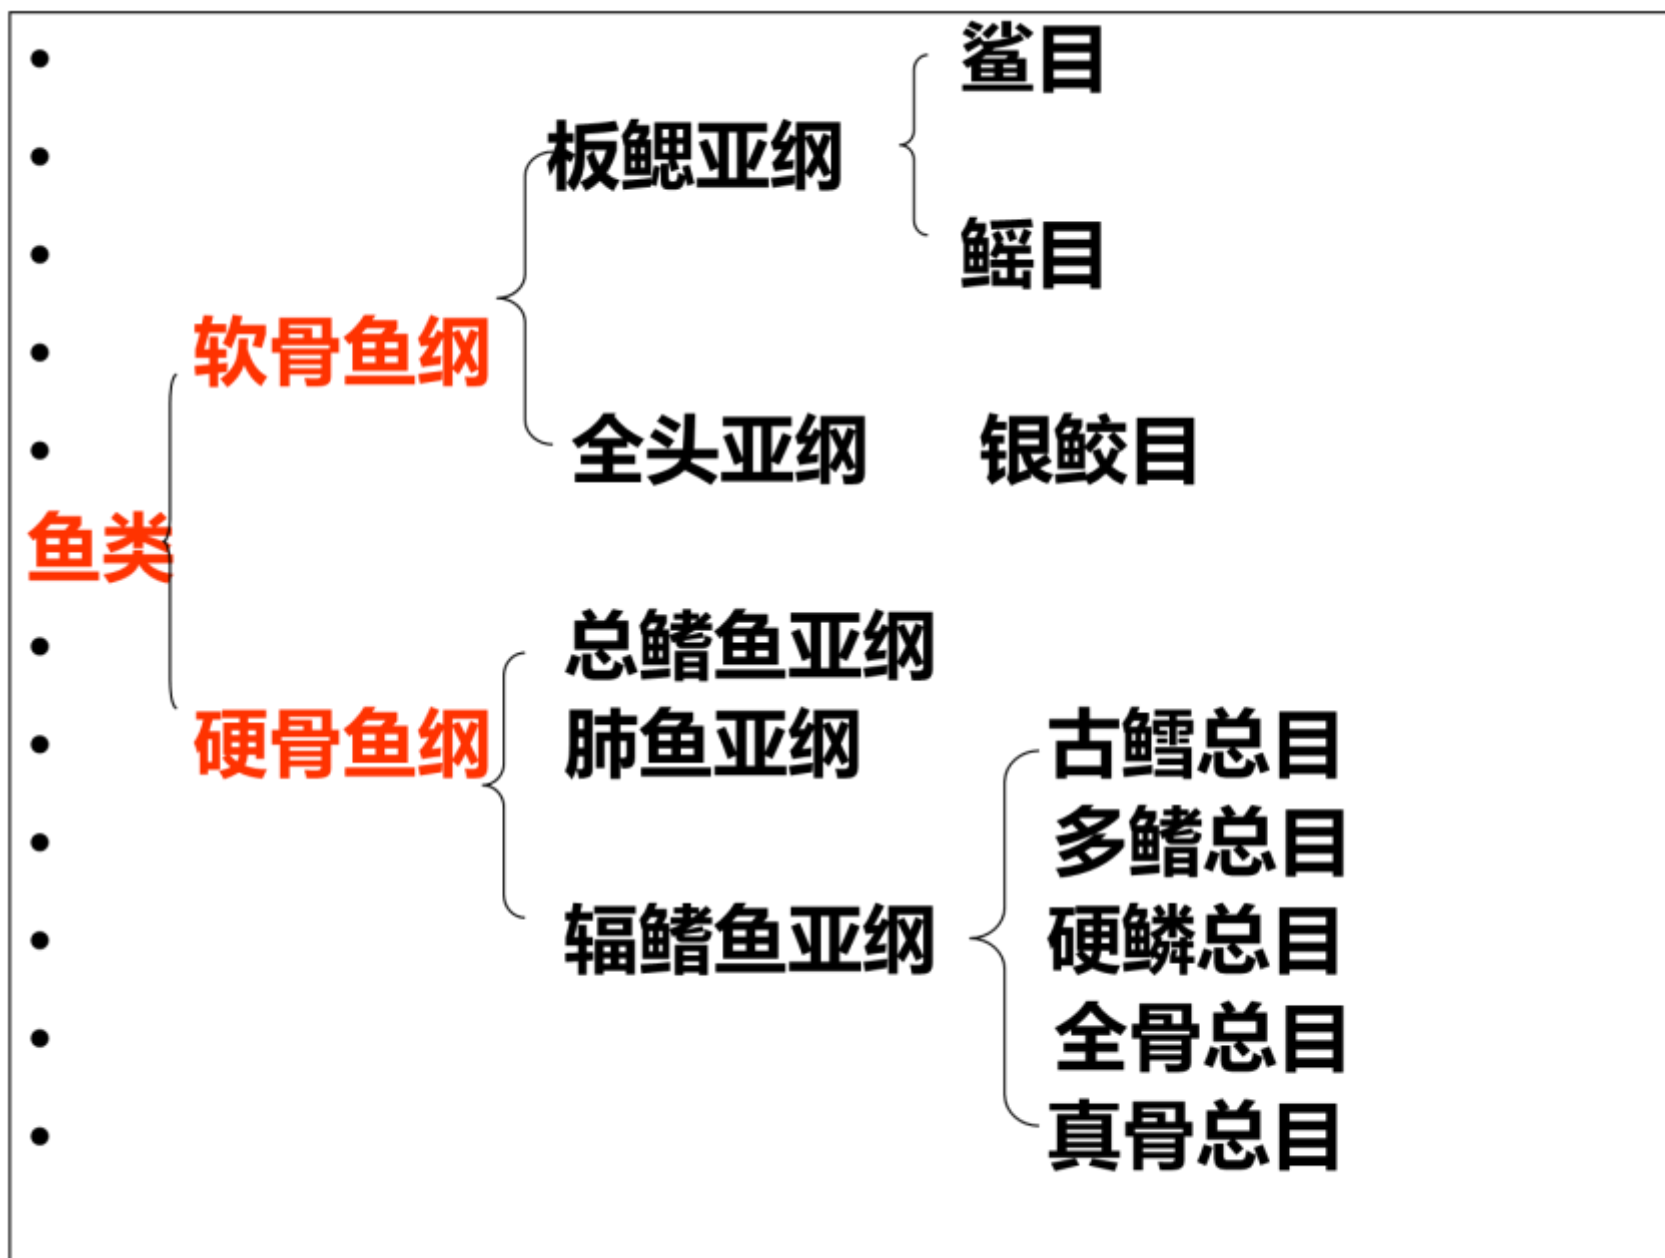 鲨目
板鳃亚纲
鳐目
软骨鱼纲
全头亚纲 银鲛目
鱼类
总鳍鱼亚纲
硬骨鱼纲 肺鱼亚纲 古鳕总目
多鳍总目
辐鳍鱼亚纲 硬鳞总目
全骨总目
真骨总目